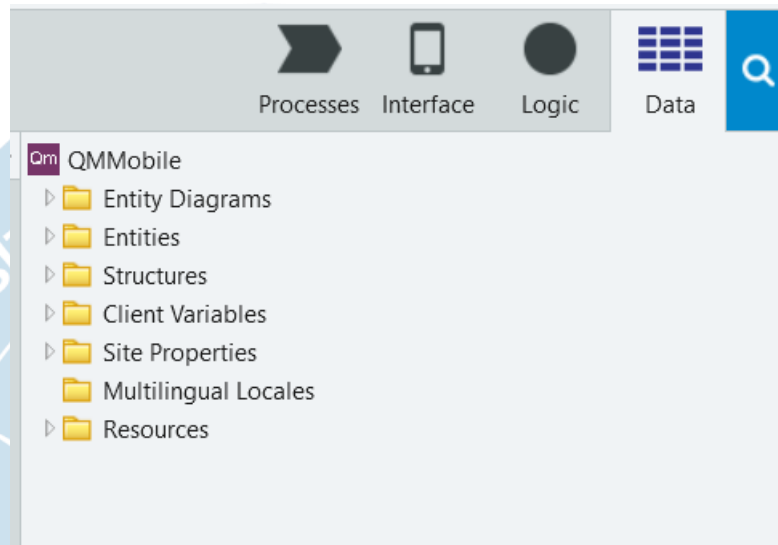 Processes Interface Logic Data
Qm QMMobile
Entity Diagrams
Entities
Structures
Client Variables
Site Properties
Multilingual Locales
Resources